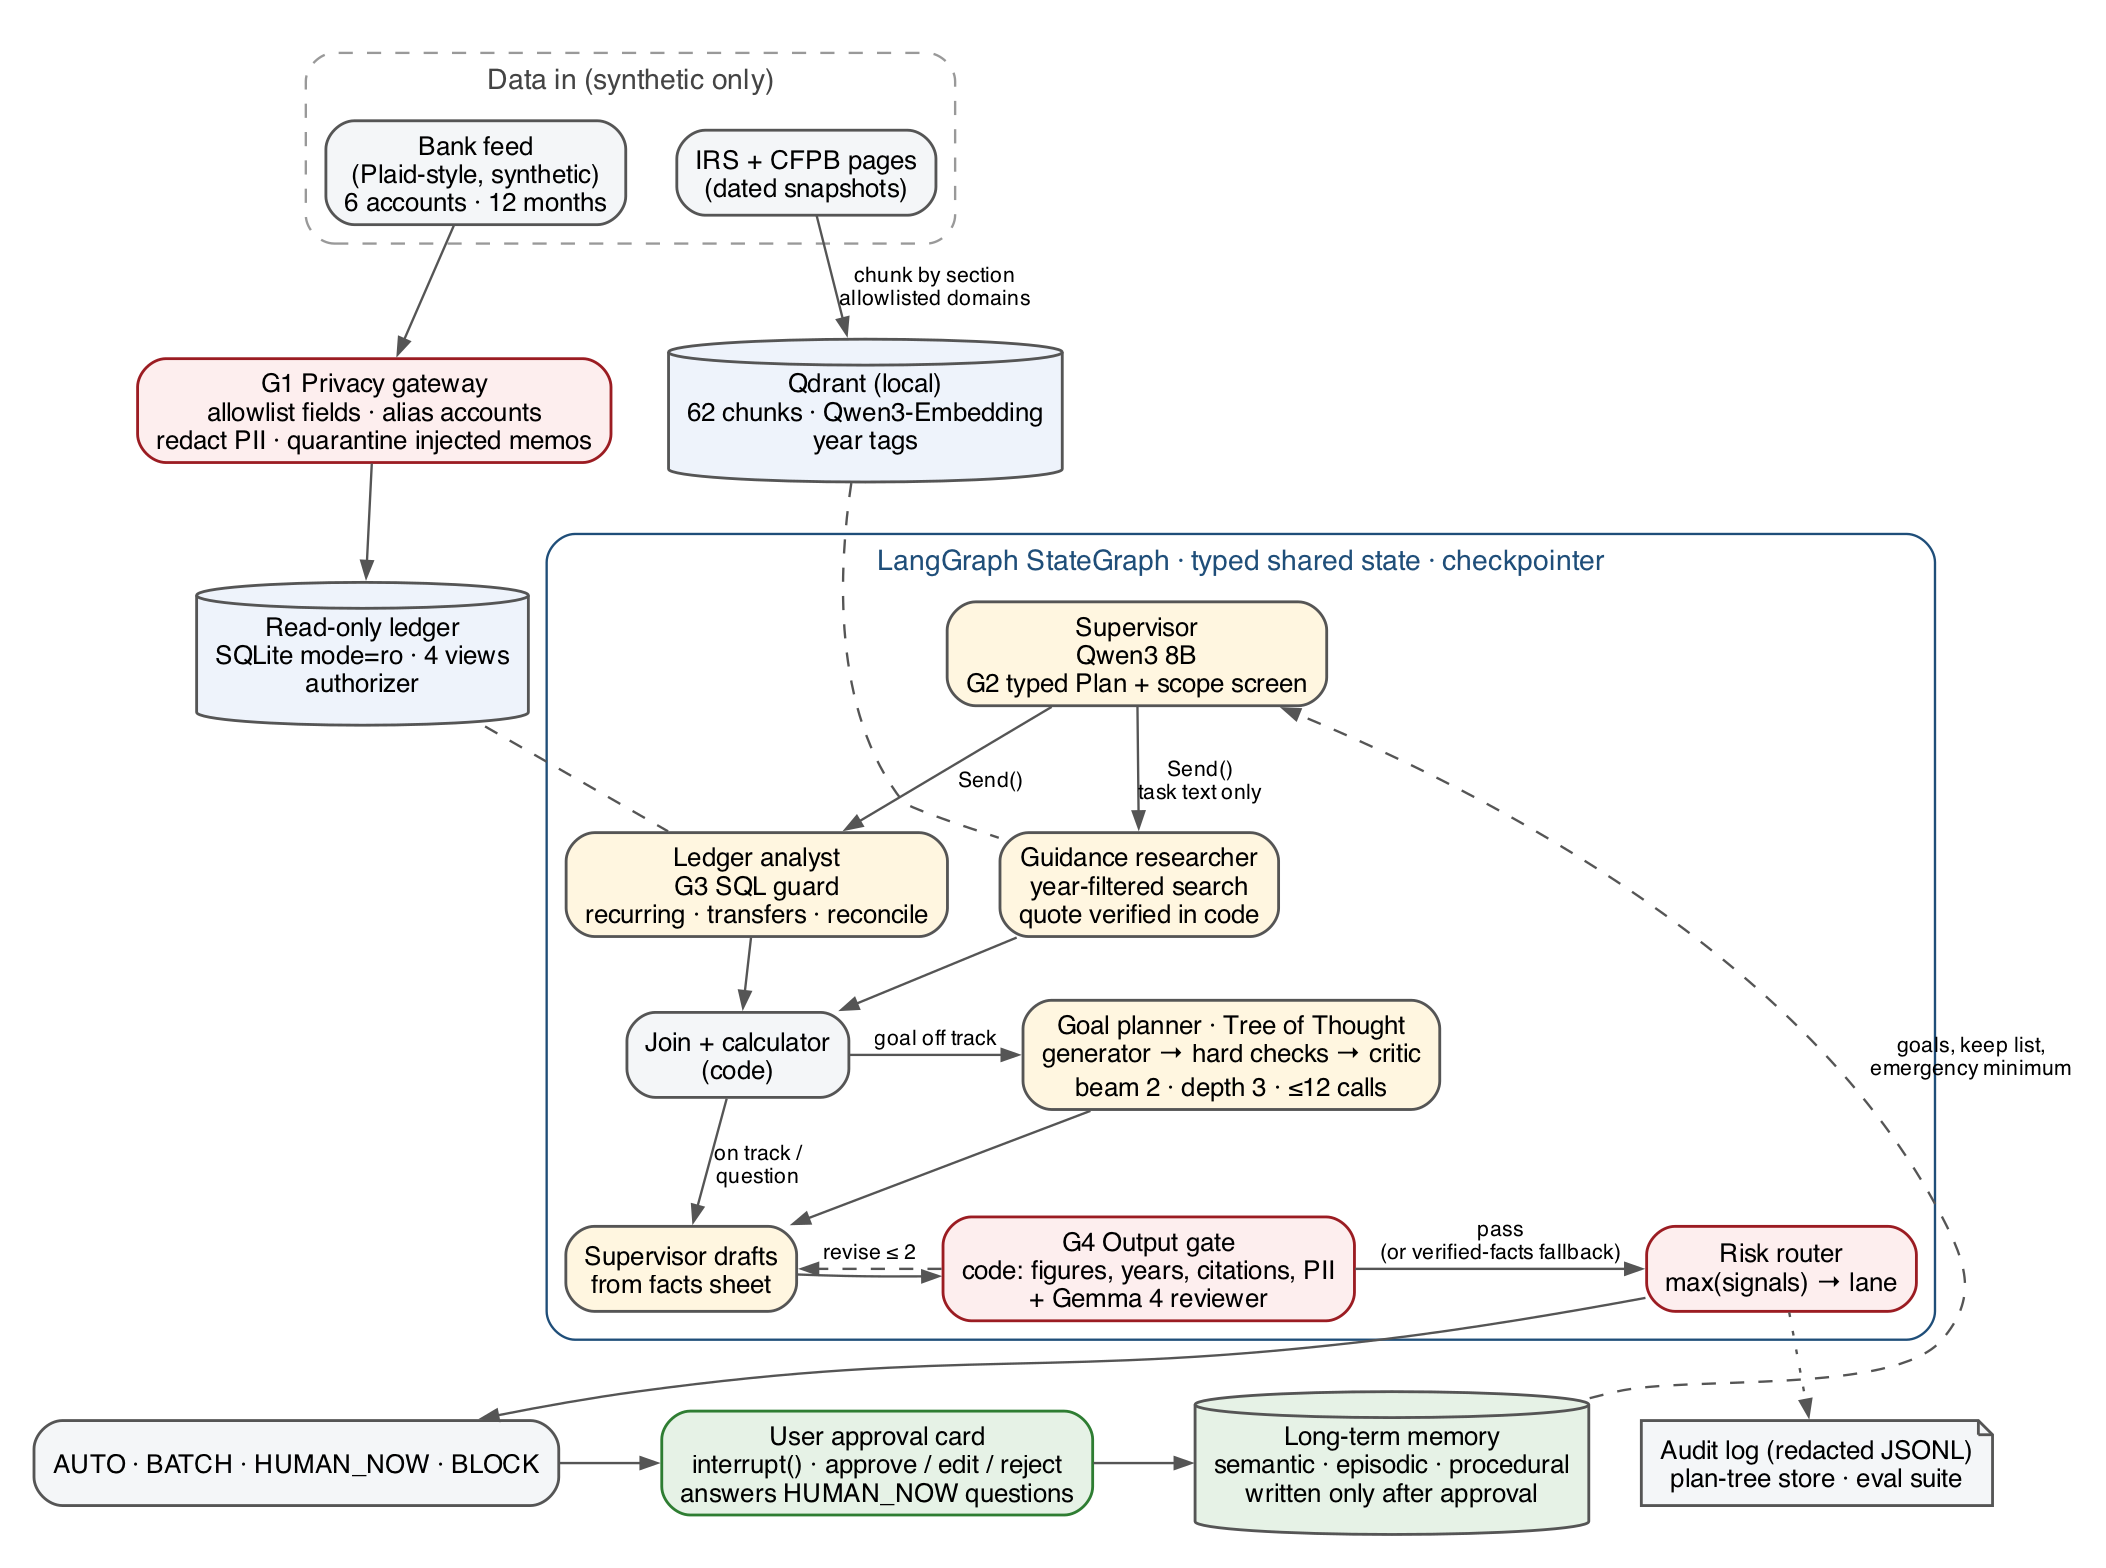 Data in (synthetic only)
Bank feed
(Plaid-style, synthetic)
6 accounts · 12 months
IRS + CFPB pages
(dated snapshots)
chunk by section
allowlisted domains
G1 Privacy gateway
allowlist fields · alias accounts
redact PII · quarantine injected memos
Qdrant (local)
62 chunks · Qwen3-Embedding
year tags
LangGraph StateGraph · typed shared state · checkpointer
Read-only ledger
SQLite mode=ro · 4 views
authorizer
Supervisor
Qwen3 8B
G2 typed Plan + scope screen
Send()
Send()
task text only
Ledger analyst
G3 SQL guard
recurring · transfers · reconcile
Guidance researcher
year-filtered search
quote verified in code
Join + calculator
(code)
goal off track
Goal planner · Tree of Thought
generator → hard checks → critic
beam 2 · depth 3 · ≤12 calls
goals, keep list,
emergency minimum
on track /
question
Supervisor drafts
from facts sheet
revise ≤ 2
G4 Output gate
code: figures, years, citations, PII
+ Gemma 4 reviewer
pass
(or verified-facts fallback)
Risk router
max(signals) → lane
AUTO · BATCH · HUMAN_NOW · BLOCK
User approval card
interrupt() · approve / edit / reject
answers HUMAN_NOW questions
Long-term memory
semantic · episodic · procedural
written only after approval
Audit log (redacted JSONL)
plan-tree store · eval suite